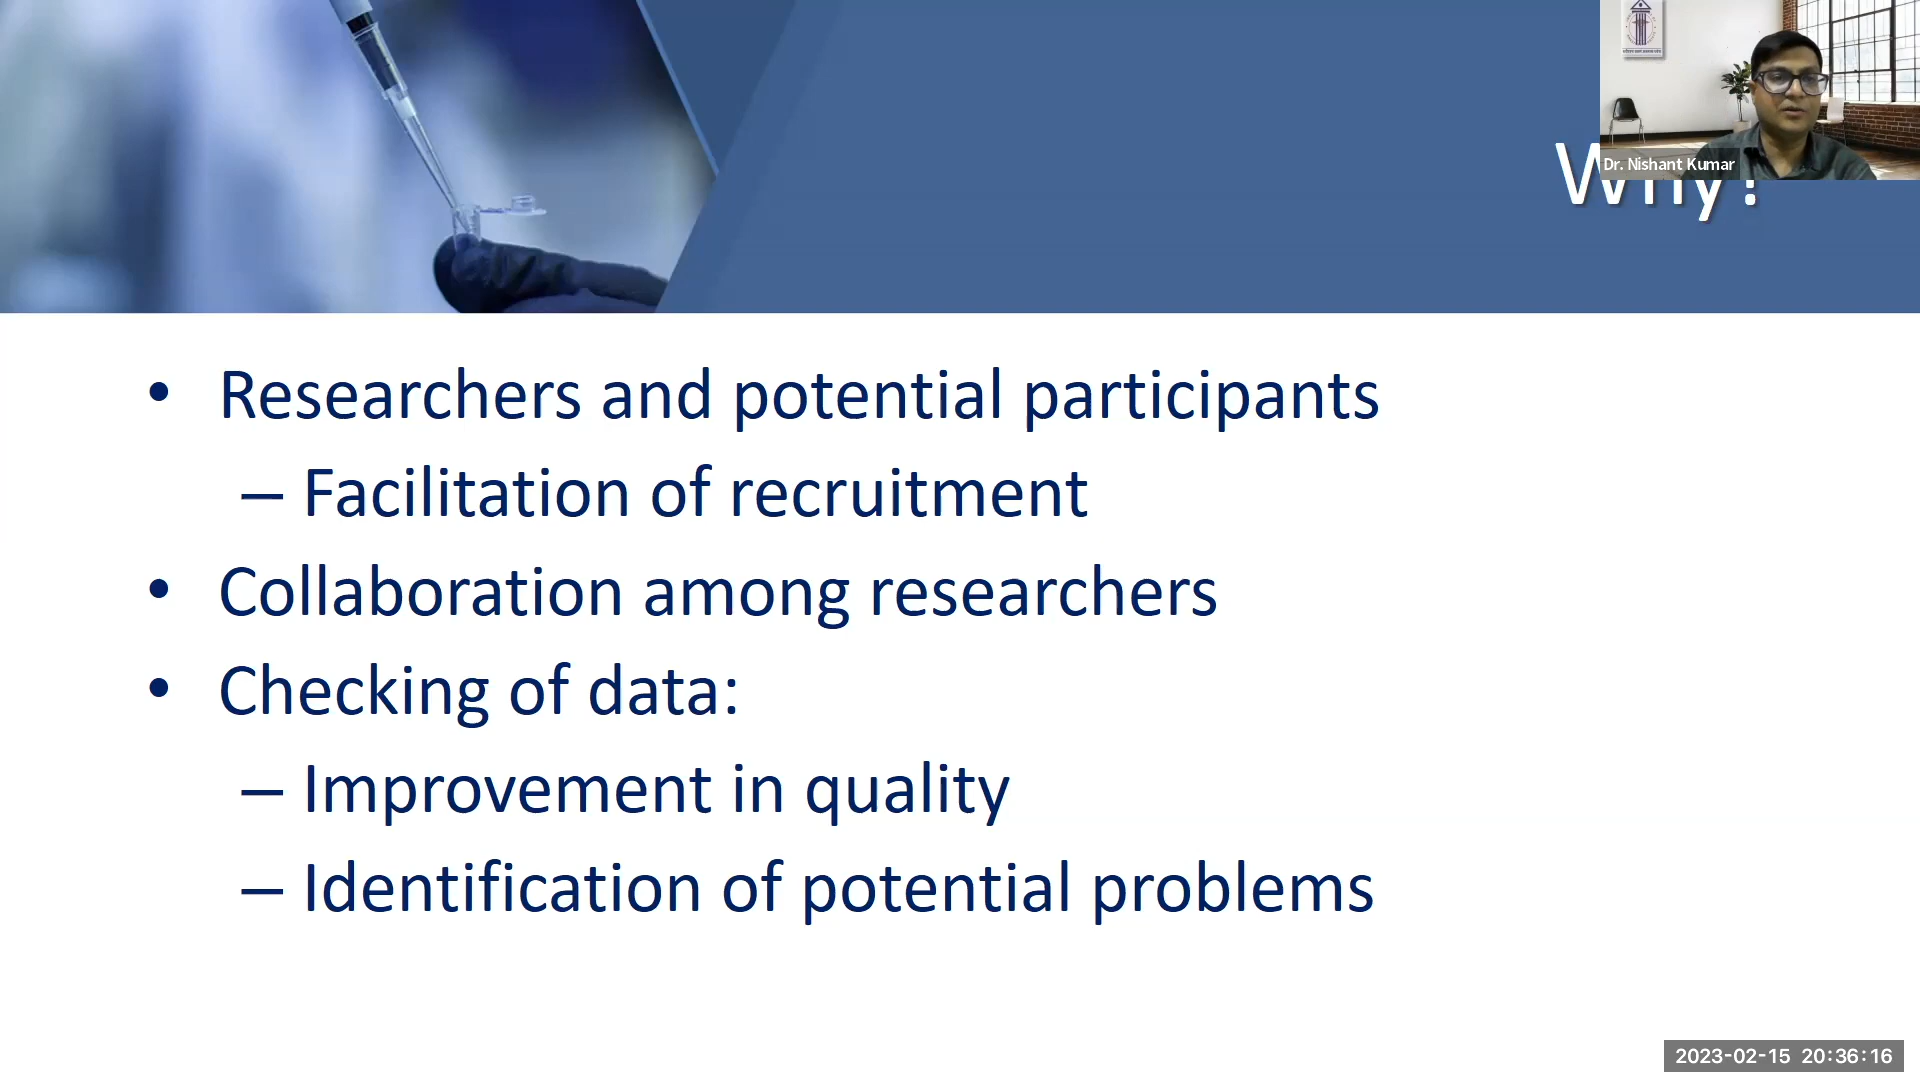 Why?
Dr. Nishant Kumar
• Researchers and potential participants
– Facilitation of recruitment
• Collaboration among researchers
• Checking of data:
– Improvement in quality
– Identification of potential problems
2023-02-15 20:36:16